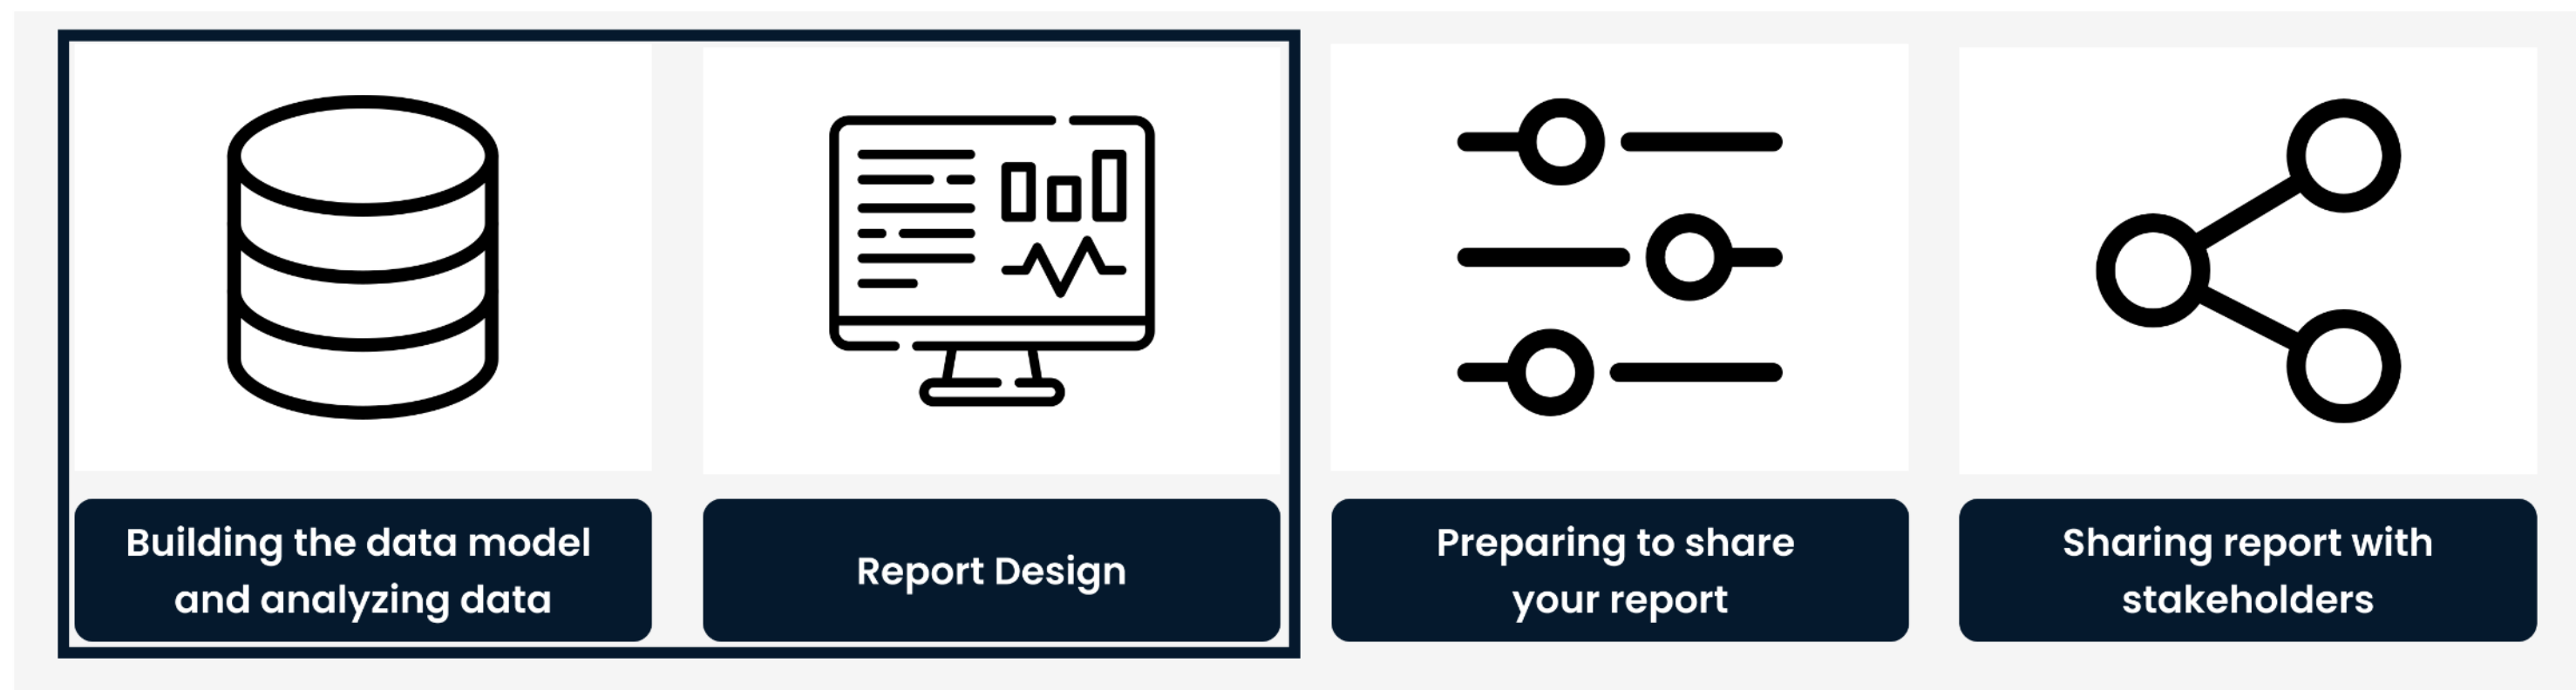 Building the data model
and analyzing data
Report Design
Preparing to share
your report
Sharing report with
stakeholders